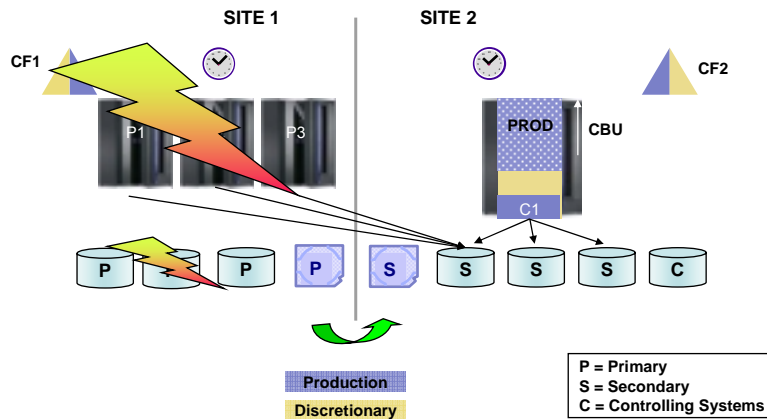 SITE 1
SITE 2
CF1
CF2
P1
P3
PROD
CBU
C1
P
P
P
S
S
S
S
C
Production
Discretionary
P = Primary
S = Secondary
C = Controlling Systems